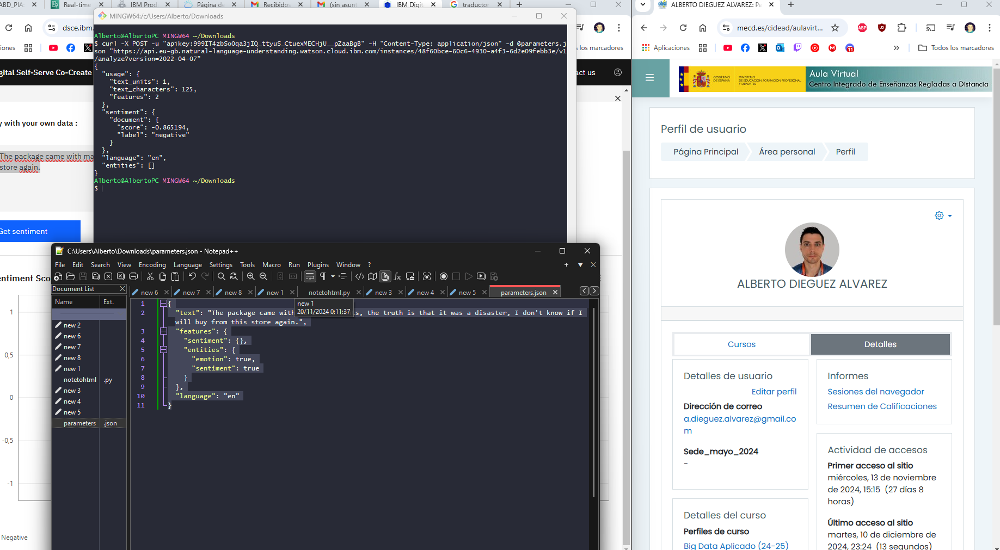 ABD_PIA:
Real-time
IBM Prod
Página de
Recibidos
(sin asunt
IBM Digit
traductor
dsce.ibm.
iones
los marcadores
gital Self-Serve Co-Create
act us
y with your own data :
The package came with ma
store again.
Get sentiment
entiment Sco
1
0,5
0
-0,5
-1
Negative
MINGW64:/c/Users/Alberto/Downloads
Alberto@AlbertoPC MINGW64 ~/Downloads
$ curl -X POST -u "apikey:999IT4zbSoOqa3jIQ_ttyuS_CtuexMECHjU__pZaaBgB" -H "Content-Type: application/json" -d @parameters.j
son "https://api.eu-gb.natural-language-understanding.watson.cloud.ibm.com/instances/48f60bce-60c6-4930-a4f3-6d2e09febb3e/v1
/analyze?version=2022-04-07"
{
"usage": {
"text_units": 1,
"text_characters": 125,
"features": 2
},
"sentiment": {
"document": {
"score": -0.865194,
"label": "negative"
}
},
"language": "en",
"entities": []
}
Alberto@AlbertoPC MINGW64 ~/Downloads
$
C:\Users\Alberto\Downloads\parameters.json - Notepad++
File Edit Search View Encoding Language Settings Tools Macro Run Plugins Window ?
Document List
Name Ext.
new 2
new 6
new 7
new 8
new 1
notetohtml .py
new 3
new 4
new 5
parameters .json
new 6 new 7 new 8 new 1 notetohtml.py new 3 new 4 new 5 parameters.json
new 1
20/11/2024 0:11:37
1 {
2 "text": "The package came with s, the truth is that it was a disaster, I don't know if I
will buy from this store again.",
3 "features": {
4 "sentiment": {},
5 "entities": {
6 "emotion": true,
7 "sentiment": true
8 }
9 },
10 "language": "en"
11 }
ALBERTO DIEGUEZ ALVAREZ: Pe
mecd.es/cidead/aulavirt...
Aplicaciones
Todos los marcadores
GOBIERNO
DE ESPAÑA
MINISTERIO
DE EDUCACIÓN, FORMACIÓN PROFESIONAL
Y DEPORTES
Aula Virtual
Centro Integrado de Enseñanzas Regladas a Distancia
Perfil de usuario
Página Principal
Área personal
Perfil
ALBERTO DIEGUEZ ALVAREZ
Cursos
Detalles
Detalles de usuario
Editar perfil
Dirección de correo
a.dieguez.alvarez@gmail.co
m
Sede_mayo_2024
-
Detalles del curso
Perfiles de curso
Big Data Aplicado (24-25)
Informes
Sesiones del navegador
Resumen de Calificaciones
Actividad de accesos
Primer acceso al sitio
miércoles, 13 de noviembre
de 2024, 15:15 (27 días 8
horas)
Último acceso al sitio
martes, 10 de diciembre de
2024, 23:24 (13 segundos)